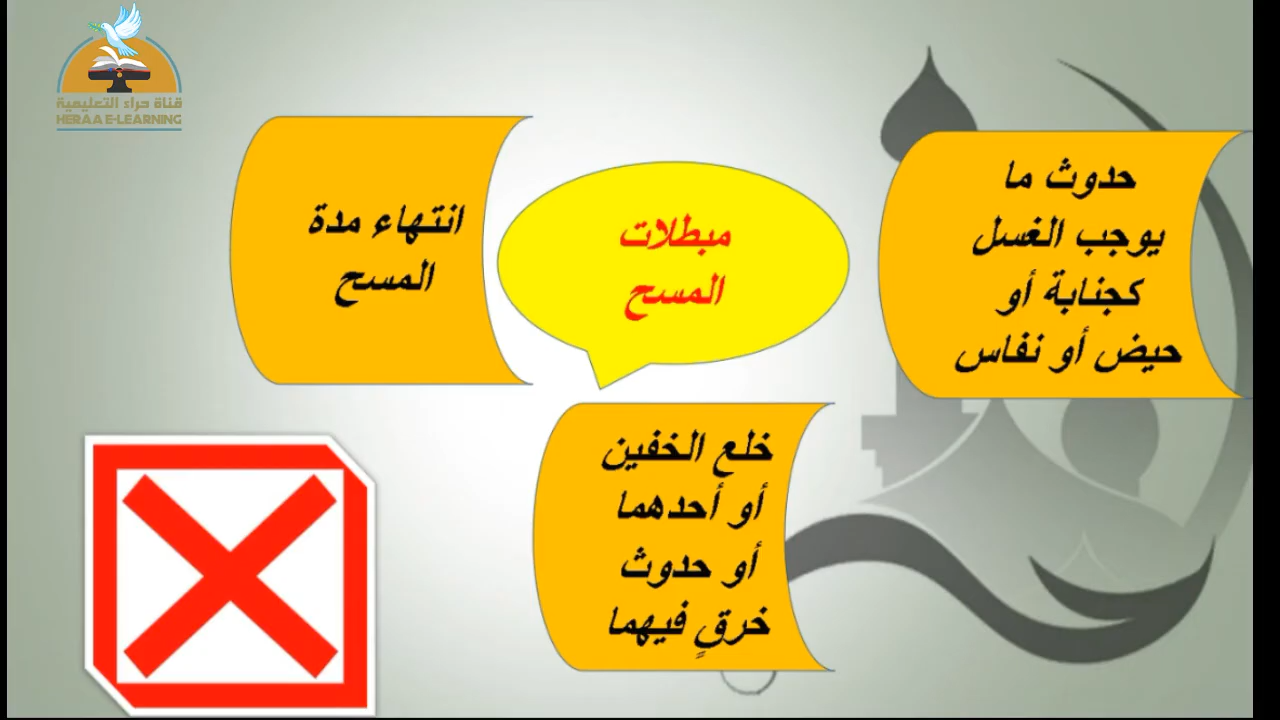 قناة حراء التعليمية
HERAA E-LEARNING
مبطلات
المسح
حدوث ما
يوجب الغسل
كجنابة أو
حيض أو نفاس
انتهاء مدة
المسح
خلع الخفين
أو أحدهما
أو حدوث
خرقٍ فيهما